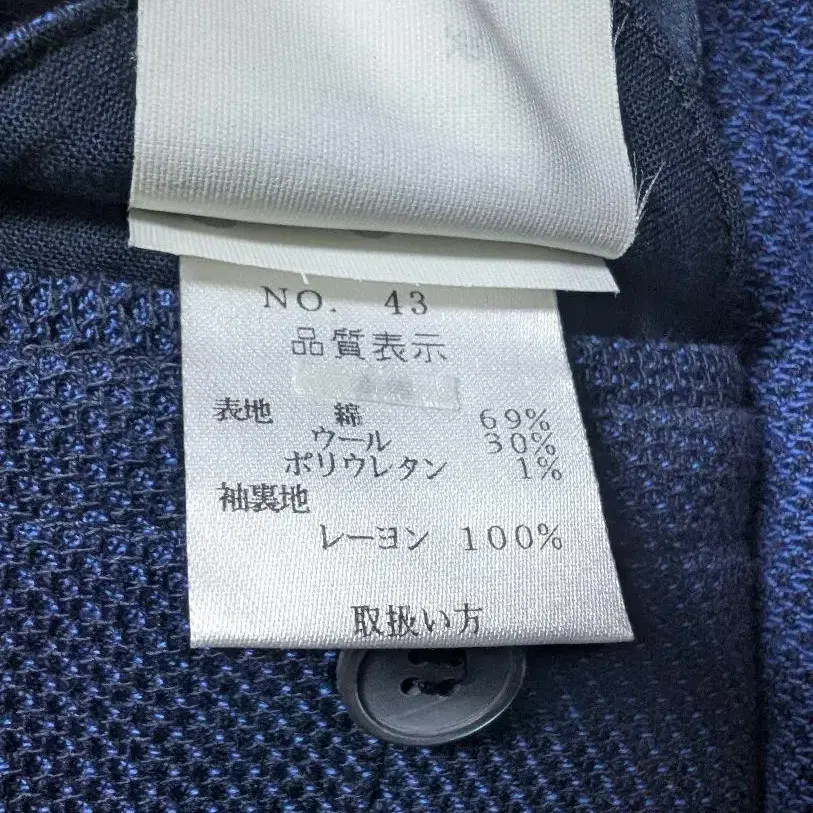 NO. 43
品質表示
表地 綿 69%
ウール 30%
ポリウレタン 1%
袖裏地
レーヨン 100%
取扱い方